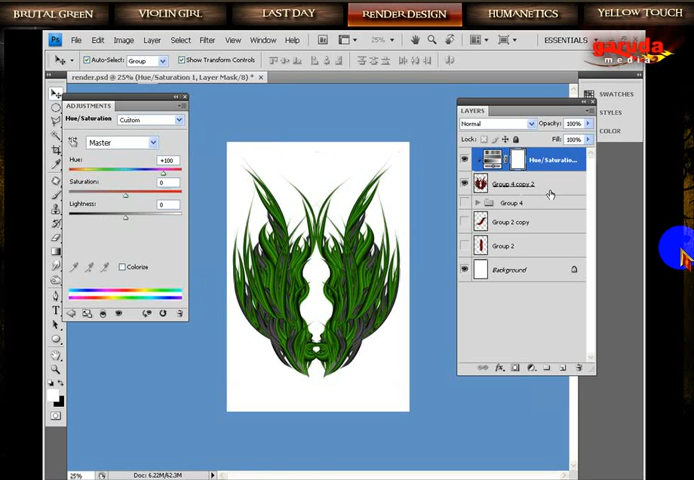 BRUTAL GREEN VIOLIN GIRL LAST DAY RENDER DESIGN HUMANETICS YELLOW TOUCH
Ps File Edit Image Layer Select Filter View Window Help 25% ESSENTIALS
garuda
media
Auto-Select: Group Show Transform Controls
render.psd @ 25% (Hue/Saturation 1, Layer Mask/8) * ×
ADJUSTMENTS
Hue/Saturation Custom
Master
Hue: +100
Saturation: 0
Lightness: 0
Colorize
LAYERS
Normal Opacity: 100%
Lock: Fill: 100%
Hue/Saturatio...
Group 4 copy 2
Group 4
Group 2 copy
Group 2
Background
SWATCHES
STYLES
COLOR
25% Doc: 6.22M/62.3M